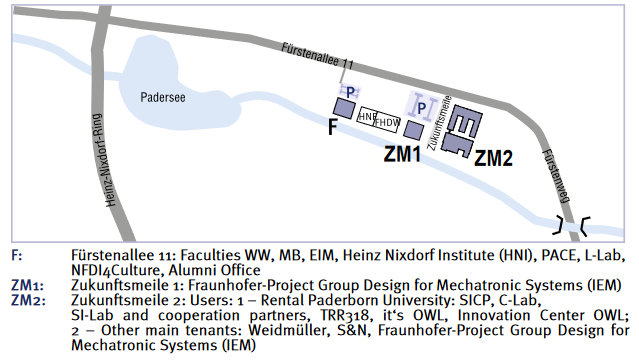 Fürstenallee 11
Padersee
P
P
HNF
FHDW
F
ZM1
ZM2
Zukunftsmeile
Heinz-Nixdorf-Ring
Fürstenweg
F: Fürstenallee 11: Faculties WW, MB, EIM, Heinz Nixdorf Institute (HNI), PACE, L-Lab,
NFDI4Culture, Alumni Office
ZM1: Zukunftsmeile 1: Fraunhofer-Project Group Design for Mechatronic Systems (IEM)
ZM2: Zukunftsmeile 2: Users: 1 – Rental Paderborn University: SICP, C-Lab,
SI-Lab and cooperation partners, TRR318, it‘s OWL, Innovation Center OWL;
2 – Other main tenants: Weidmüller, S&N, Fraunhofer-Project Group Design for
Mechatronic Systems (IEM)